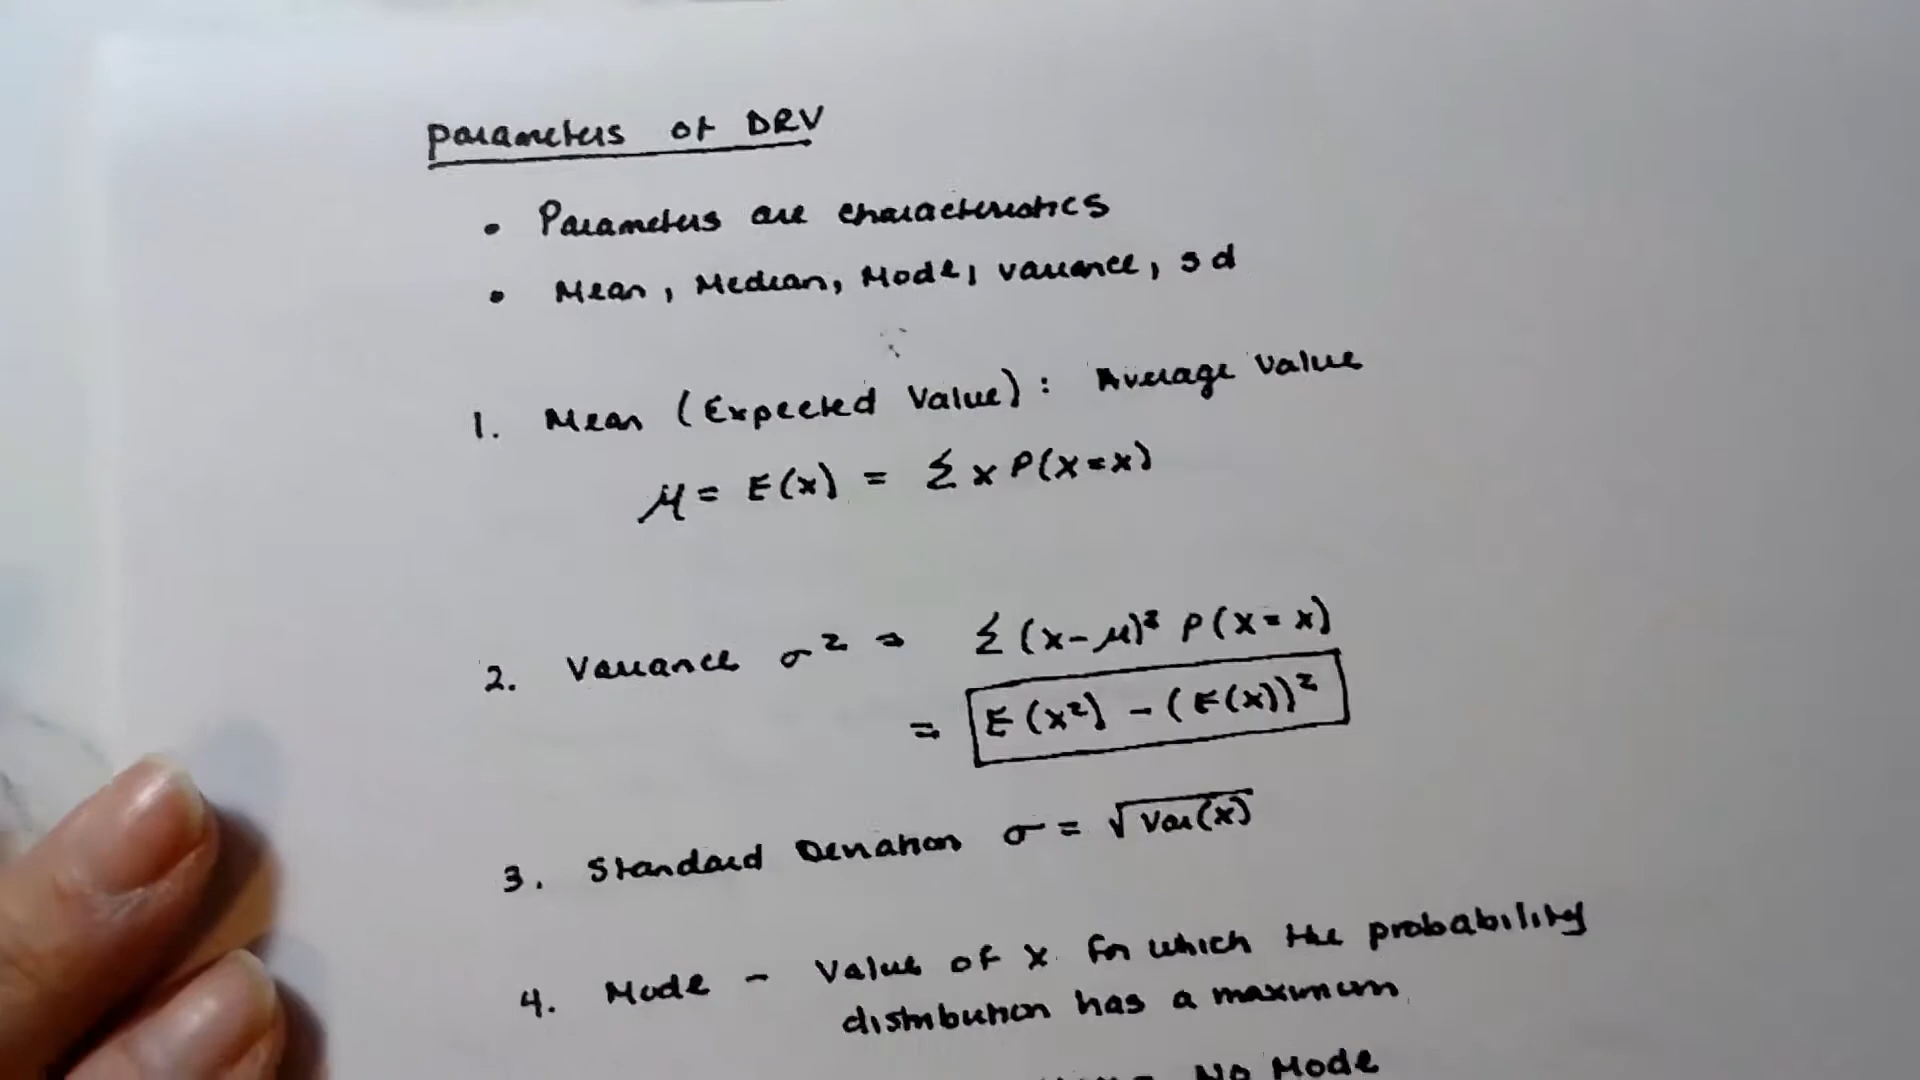 Parameters of DRV
• Parameters are characteristics
• Mean, Median, Mode, variance, sd
1. Mean (Expected Value): Average Value
μ = E(x) = Σ x P(X=x)
2. Variance σ² = Σ (x-μ)² P(X=x)
= E(x²) - (E(x))²
3. Standard Deviation σ = √Var(x)
4. Mode - Value of x for which the probability
distribution has a maximum
- No Mode